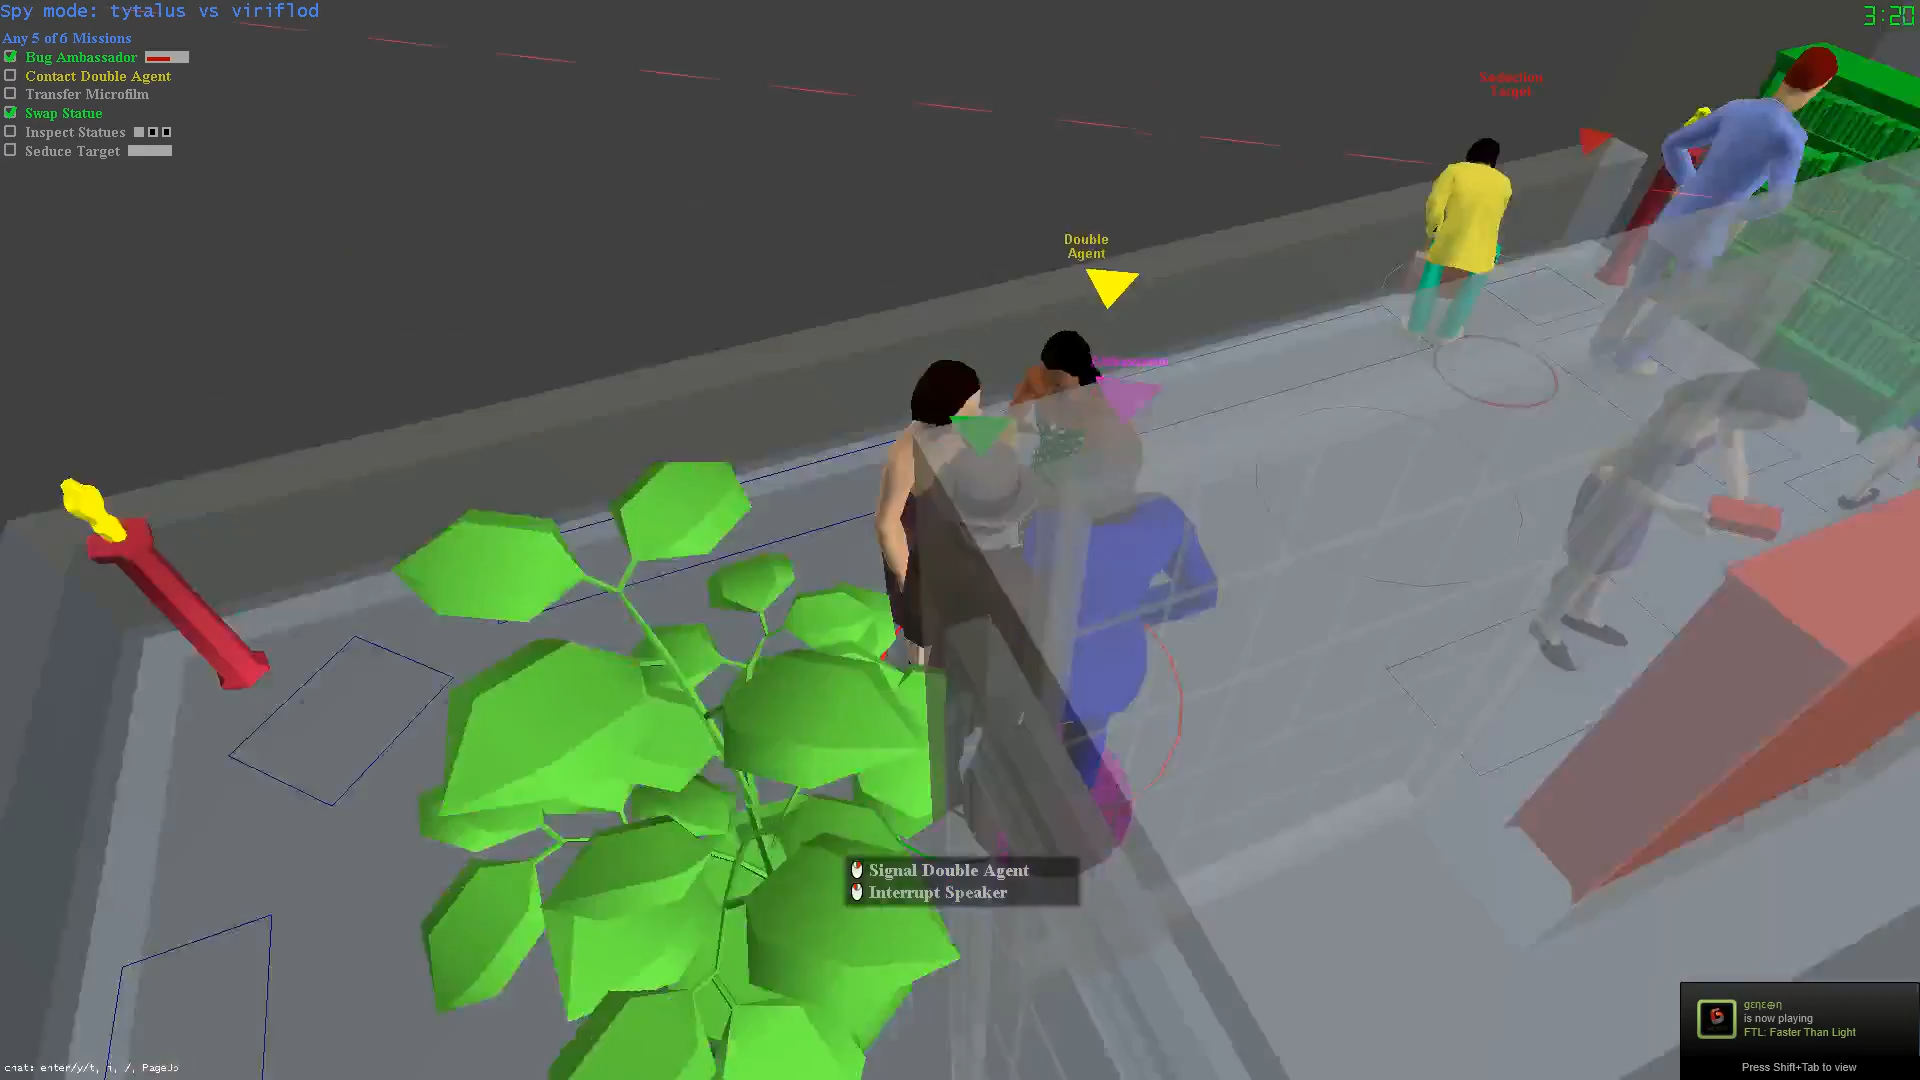 Spy mode: tytalus vs viriflod
3:20
Any 5 of 6 Missions
Bug Ambassador
Contact Double Agent
Transfer Microfilm
Swap Statue
Inspect Statues
Seduce Target
Seduction
Target
Double
Agent
Signal Double Agent
Interrupt Speaker
is now playing
FTL: Faster Than Light
Press Shift+Tab to view
chat: enter/y/t, /,